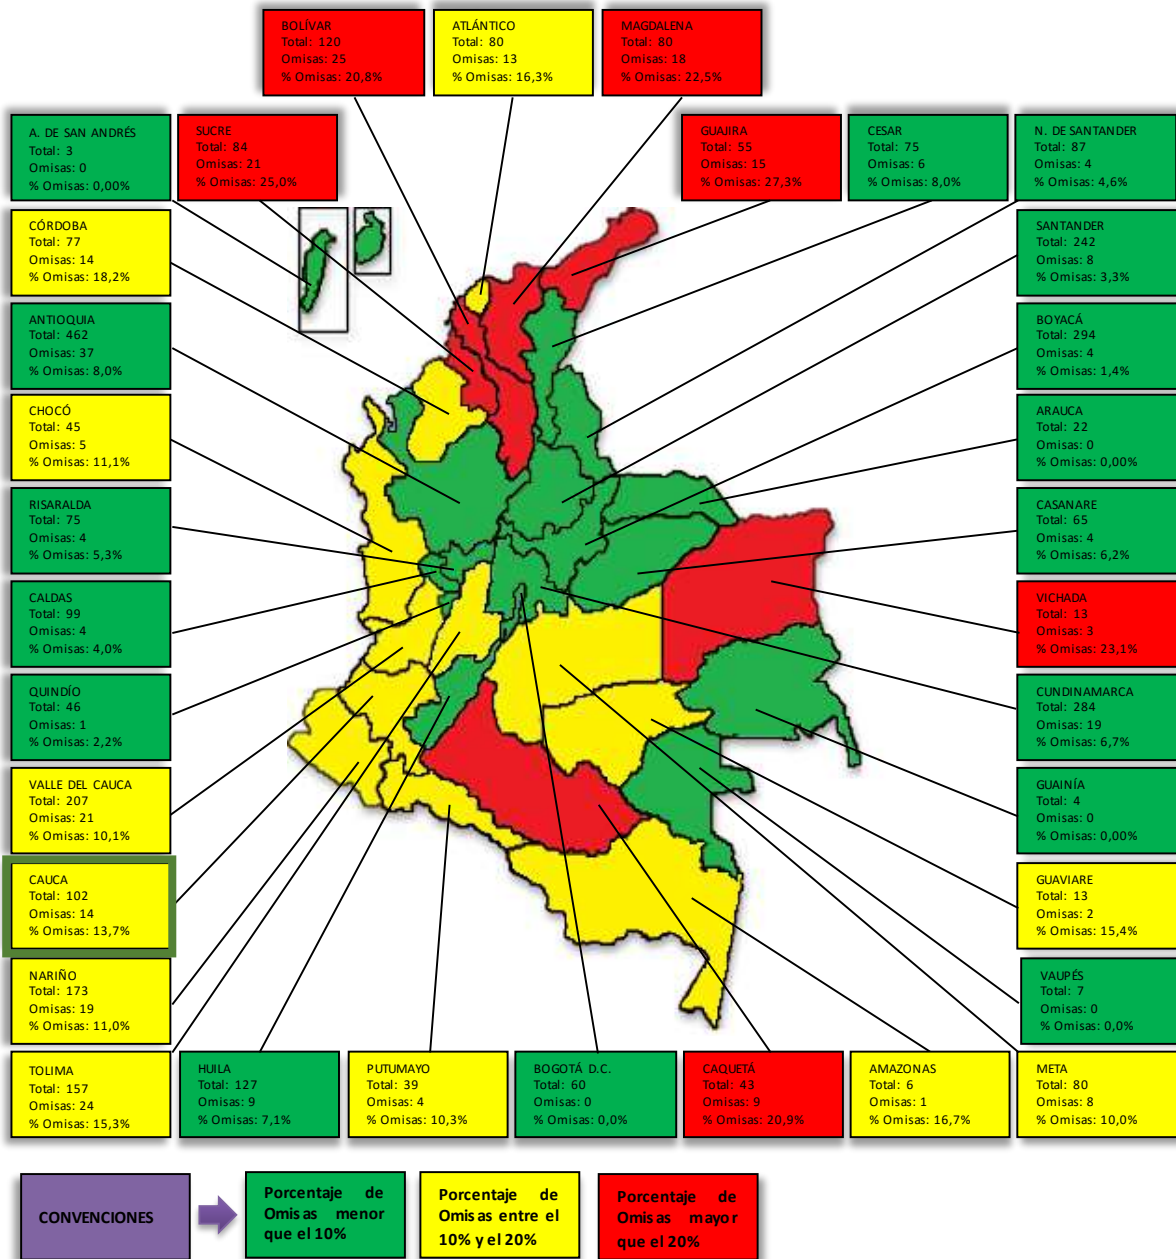 BOLÍVAR
Total: 120
Omisas: 25
% Omisas: 20,8%
ATLÁNTICO
Total: 80
Omisas: 13
% Omisas: 16,3%
MAGDALENA
Total: 80
Omisas: 18
% Omisas: 22,5%
A. DE SAN ANDRÉS
Total: 3
Omisas: 0
% Omisas: 0,00%
SUCRE
Total: 84
Omisas: 21
% Omisas: 25,0%
GUAJIRA
Total: 55
Omisas: 15
% Omisas: 27,3%
CESAR
Total: 75
Omisas: 6
% Omisas: 8,0%
N. DE SANTANDER
Total: 87
Omisas: 4
% Omisas: 4,6%
CÓRDOBA
Total: 77
Omisas: 14
% Omisas: 18,2%
SANTANDER
Total: 242
Omisas: 8
% Omisas: 3,3%
ANTIOQUIA
Total: 462
Omisas: 37
% Omisas: 8,0%
BOYACÁ
Total: 294
Omisas: 4
% Omisas: 1,4%
CHOCÓ
Total: 45
Omisas: 5
% Omisas: 11,1%
ARAUCA
Total: 22
Omisas: 0
% Omisas: 0,00%
RISARALDA
Total: 75
Omisas: 4
% Omisas: 5,3%
CASANARE
Total: 65
Omisas: 4
% Omisas: 6,2%
CALDAS
Total: 99
Omisas: 4
% Omisas: 4,0%
VICHADA
Total: 13
Omisas: 3
% Omisas: 23,1%
QUINDÍO
Total: 46
Omisas: 1
% Omisas: 2,2%
CUNDINAMARCA
Total: 284
Omisas: 19
% Omisas: 6,7%
VALLE DEL CAUCA
Total: 207
Omisas: 21
% Omisas: 10,1%
GUAINÍA
Total: 4
Omisas: 0
% Omisas: 0,00%
CAUCA
Total: 102
Omisas: 14
% Omisas: 13,7%
GUAVIARE
Total: 13
Omisas: 2
% Omisas: 15,4%
NARIÑO
Total: 173
Omisas: 19
% Omisas: 11,0%
VAUPÉS
Total: 7
Omisas: 0
% Omisas: 0,0%
TOLIMA
Total: 157
Omisas: 24
% Omisas: 15,3%
HUILA
Total: 127
Omisas: 9
% Omisas: 7,1%
PUTUMAYO
Total: 39
Omisas: 4
% Omisas: 10,3%
BOGOTÁ D.C.
Total: 60
Omisas: 0
% Omisas: 0,0%
CAQUETÁ
Total: 43
Omisas: 9
% Omisas: 20,9%
AMAZONAS
Total: 6
Omisas: 1
% Omisas: 16,7%
META
Total: 80
Omisas: 8
% Omisas: 10,0%
CONVENCIONES
Porcentaje de
Omisas menor
que el 10%
Porcentaje de
Omisas entre el
10% y el 20%
Porcentaje de
Omisas mayor
que el 20%